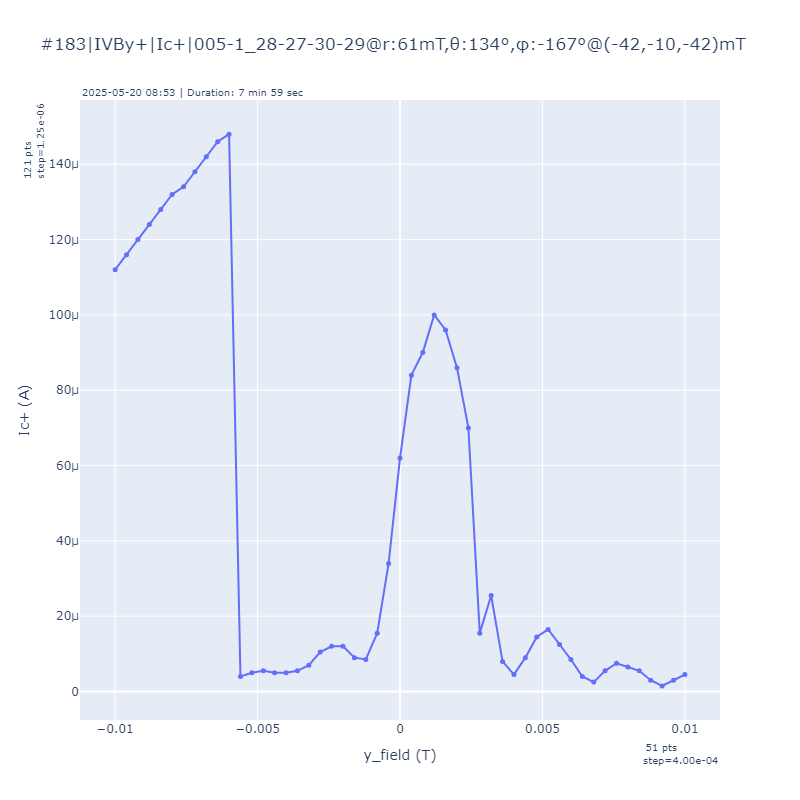 #183|IVBy+|Ic+|005-1_28-27-30-29@r:61mT,θ:134°,φ:-167°@(-42,-10,-42)mT
2025-05-20 08:53 | Duration: 7 min 59 sec
121 pts
step=1.25e-06
140μ
120μ
100μ
80μ
60μ
40μ
20μ
0
Ic+ (A)
−0.01
−0.005
0
0.005
0.01
y_field (T)
51 pts
step=4.00e-04